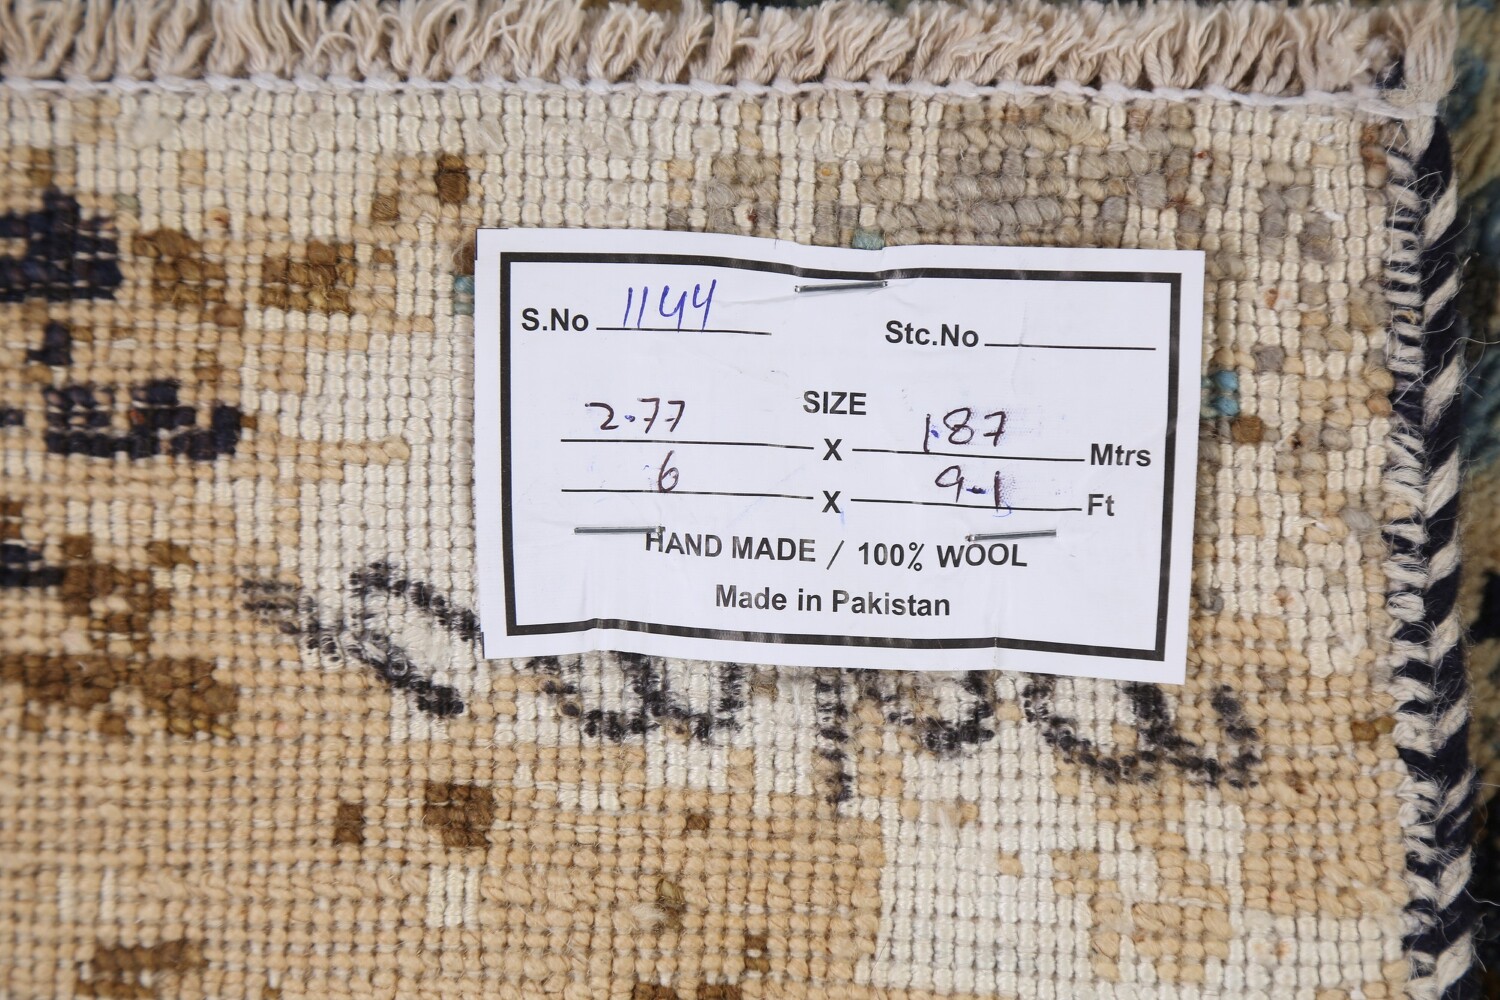 S.No 1144 Stc.No
SIZE
2.77 X 1.87 Mtrs
6 X 9-1 Ft
HAND MADE / 100% WOOL
Made in Pakistan